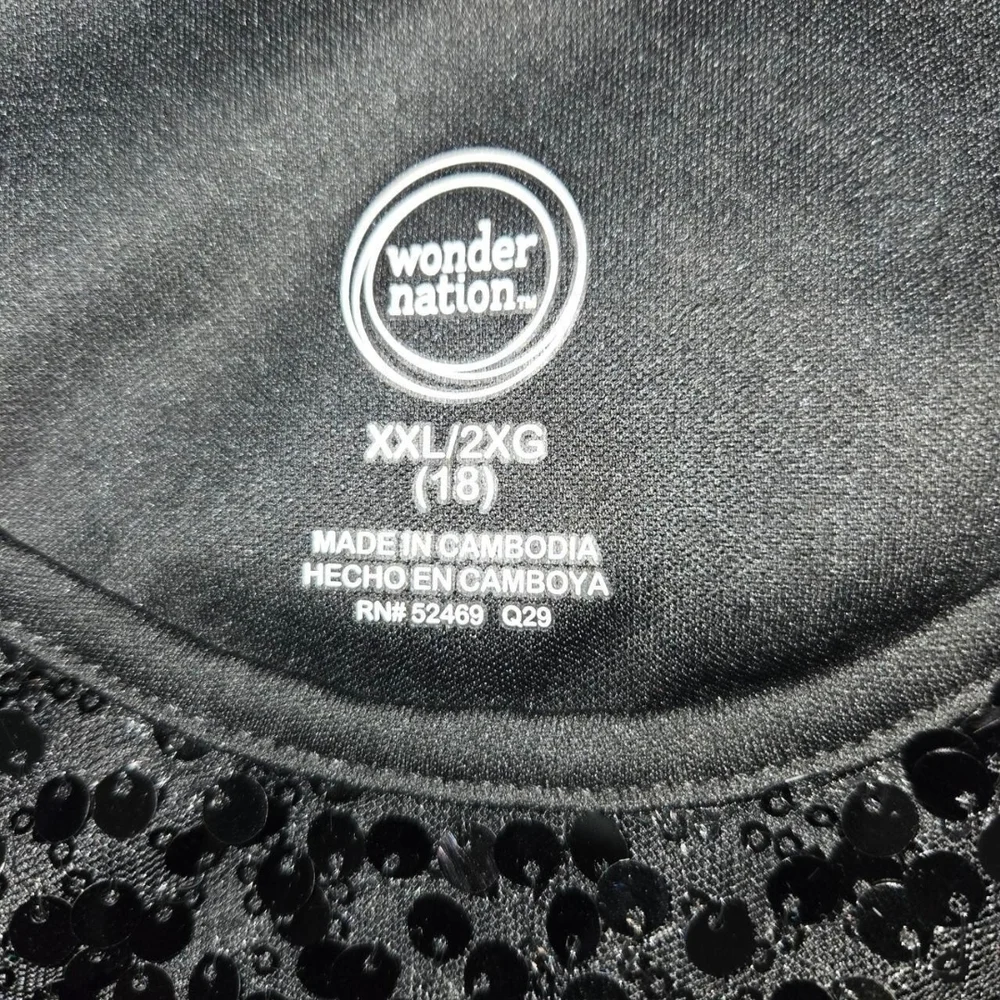 wonder
nation™
XXL/2XG
(18)
MADE IN CAMBODIA
HECHO EN CAMBOYA
RN# 52469 Q29